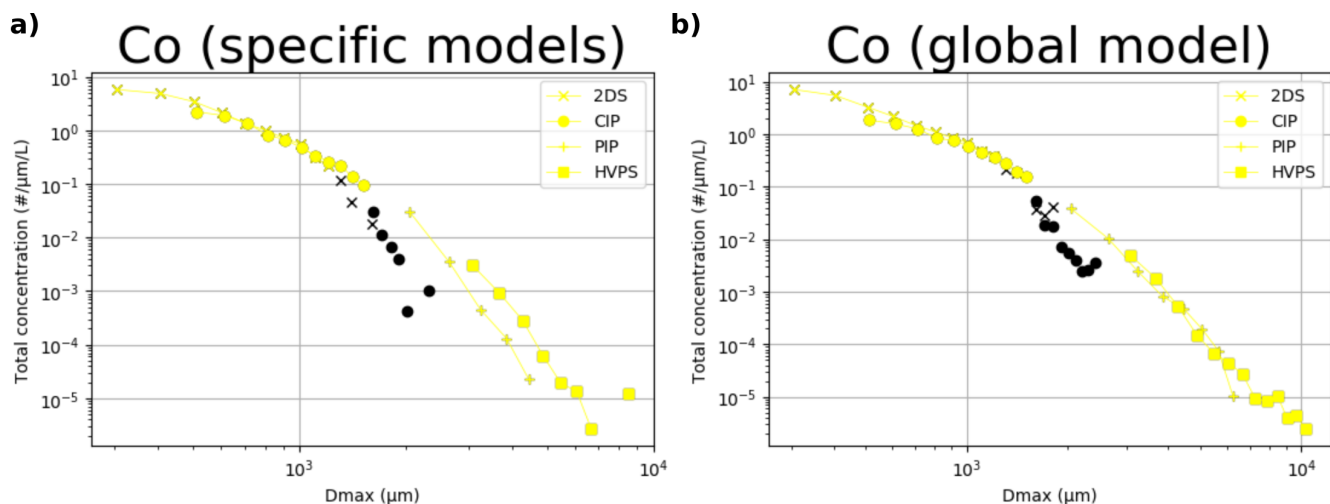 a)
Co (specific models)
10¹
10⁰
10⁻¹
10⁻²
10⁻³
10⁻⁴
10⁻⁵
Total concentration (#/μm/L)
2DS
CIP
PIP
HVPS
10³
10⁴
Dmax (μm)
b)
Co (global model)
10¹
10⁰
10⁻¹
10⁻²
10⁻³
10⁻⁴
10⁻⁵
Total concentration (#/μm/L)
2DS
CIP
PIP
HVPS
10³
10⁴
Dmax (μm)